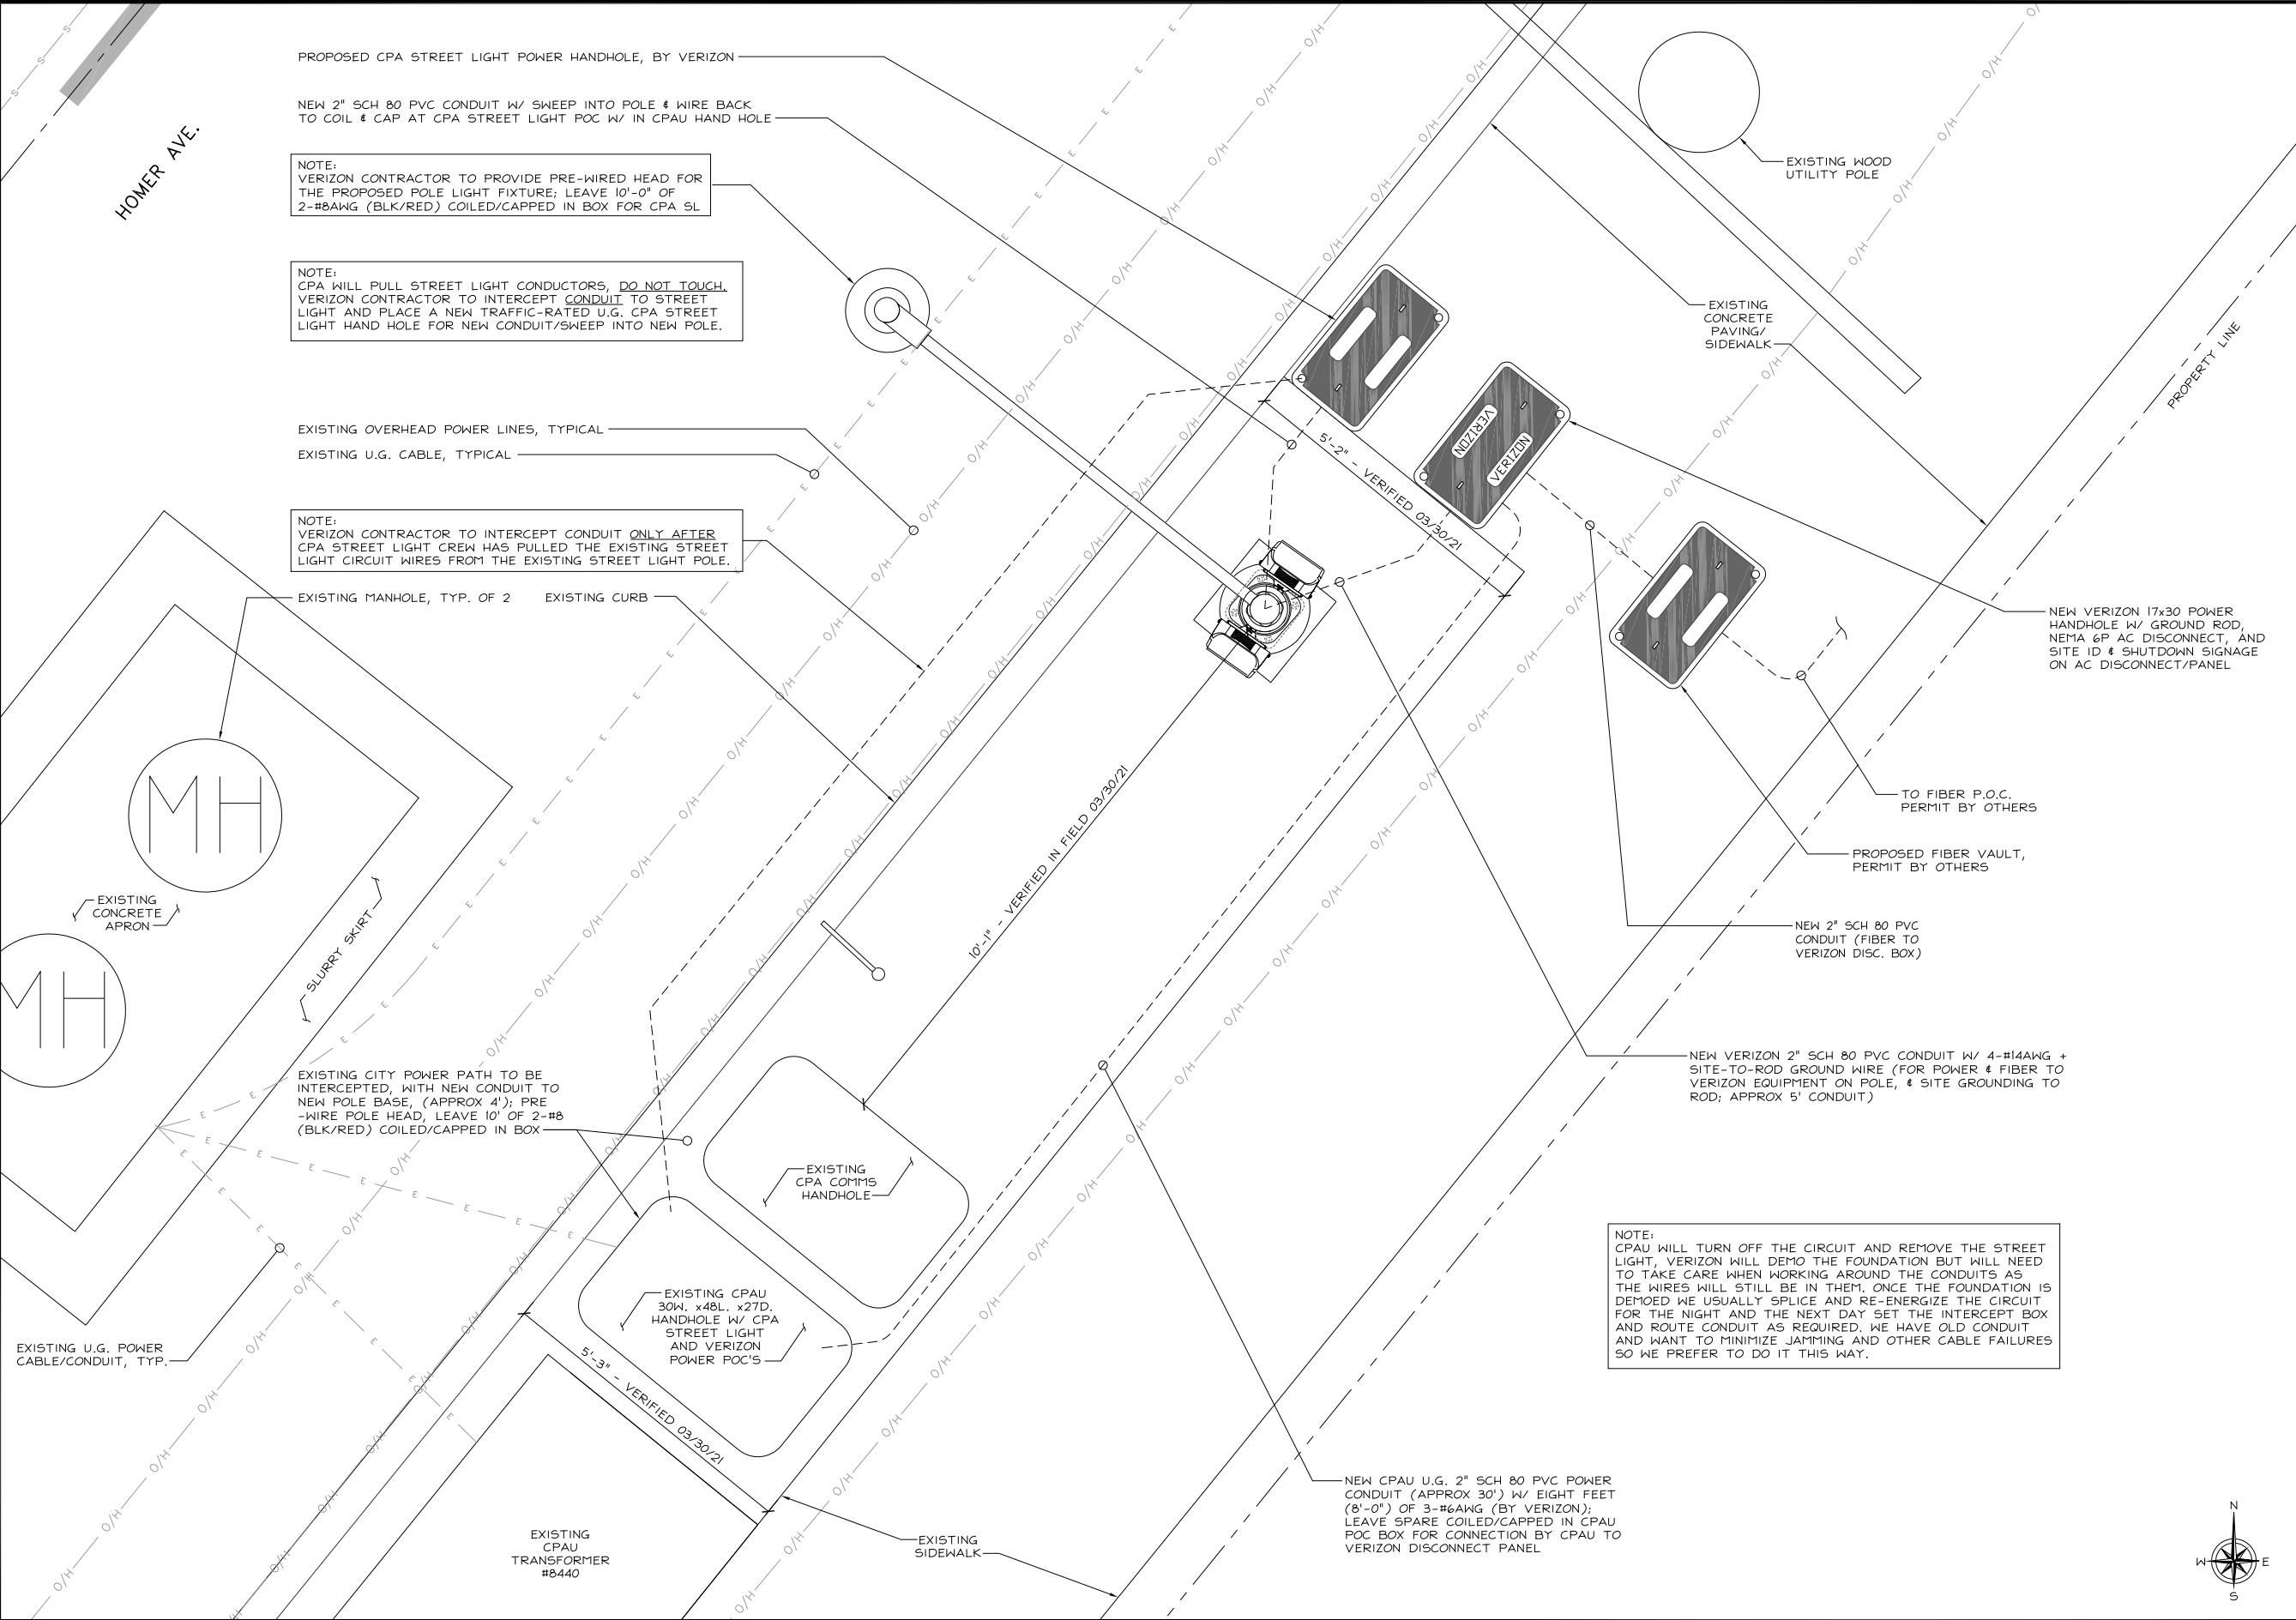 HOMER AVE.
PROPOSED CPA STREET LIGHT POWER HANDHOLE, BY VERIZON
NEW 2" SCH 80 PVC CONDUIT W/ SWEEP INTO POLE & WIRE BACK
TO COIL & CAP AT CPA STREET LIGHT POC W/ IN CPAU HAND HOLE
NOTE:
VERIZON CONTRACTOR TO PROVIDE PRE-WIRED HEAD FOR
THE PROPOSED POLE LIGHT FIXTURE; LEAVE 10'-0" OF
2-#8AWG (BLK/RED) COILED/CAPPED IN BOX FOR CPA SL
NOTE:
CPA WILL PULL STREET LIGHT CONDUCTORS, DO NOT TOUCH.
VERIZON CONTRACTOR TO INTERCEPT CONDUIT TO STREET
LIGHT AND PLACE A NEW TRAFFIC-RATED U.G. CPA STREET
LIGHT HAND HOLE FOR NEW CONDUIT/SWEEP INTO NEW POLE.
EXISTING OVERHEAD POWER LINES, TYPICAL
EXISTING U.G. CABLE, TYPICAL
NOTE:
VERIZON CONTRACTOR TO INTERCEPT CONDUIT ONLY AFTER
CPA STREET LIGHT CREW HAS PULLED THE EXISTING STREET
LIGHT CIRCUIT WIRES FROM THE EXISTING STREET LIGHT POLE.
EXISTING MANHOLE, TYP. OF 2
EXISTING CURB
MH
EXISTING
CONCRETE
APRON
MH
SLURRY SKIRT
EXISTING CITY POWER PATH TO BE
INTERCEPTED, WITH NEW CONDUIT TO
NEW POLE BASE, (APPROX 4'); PRE
-WIRE POLE HEAD, LEAVE 10' OF 2-#8
(BLK/RED) COILED/CAPPED IN BOX
EXISTING U.G. POWER
CABLE/CONDUIT, TYP.
EXISTING
CPA COMMS
HANDHOLE
EXISTING CPAU
30W. x48L. x27D.
HANDHOLE W/ CPA
STREET LIGHT
AND VERIZON
POWER POC'S
5'-3" - VERIFIED 03/30/21
EXISTING
CPAU
TRANSFORMER
#8440
10'-1" - VERIFIED IN FIELD 03/30/21
5'-2" - VERIFIED 03/30/21
VERIZON
VERIZON
EXISTING WOOD
UTILITY POLE
EXISTING
CONCRETE
PAVING/
SIDEWALK
PROPERTY LINE
NEW VERIZON 17x30 POWER
HANDHOLE W/ GROUND ROD,
NEMA 6P AC DISCONNECT, AND
SITE ID & SHUTDOWN SIGNAGE
ON AC DISCONNECT/PANEL
TO FIBER P.O.C.
PERMIT BY OTHERS
PROPOSED FIBER VAULT,
PERMIT BY OTHERS
NEW 2" SCH 80 PVC
CONDUIT (FIBER TO
VERIZON DISC. BOX)
NEW VERIZON 2" SCH 80 PVC CONDUIT W/ 4-#14AWG +
SITE-TO-ROD GROUND WIRE (FOR POWER & FIBER TO
VERIZON EQUIPMENT ON POLE, & SITE GROUNDING TO
ROD; APPROX 5' CONDUIT)
NOTE:
CPAU WILL TURN OFF THE CIRCUIT AND REMOVE THE STREET
LIGHT, VERIZON WILL DEMO THE FOUNDATION BUT WILL NEED
TO TAKE CARE WHEN WORKING AROUND THE CONDUITS AS
THE WIRES WILL STILL BE IN THEM. ONCE THE FOUNDATION IS
DEMOED WE USUALLY SPLICE AND RE-ENERGIZE THE CIRCUIT
FOR THE NIGHT AND THE NEXT DAY SET THE INTERCEPT BOX
AND ROUTE CONDUIT AS REQUIRED. WE HAVE OLD CONDUIT
AND WANT TO MINIMIZE JAMMING AND OTHER CABLE FAILURES
SO WE PREFER TO DO IT THIS WAY.
NEW CPAU U.G. 2" SCH 80 PVC POWER
CONDUIT (APPROX 30') W/ EIGHT FEET
(8'-0") OF 3-#6AWG (BY VERIZON);
LEAVE SPARE COILED/CAPPED IN CPAU
POC BOX FOR CONNECTION BY CPAU TO
VERIZON DISCONNECT PANEL
EXISTING
SIDEWALK
N
W
E
S